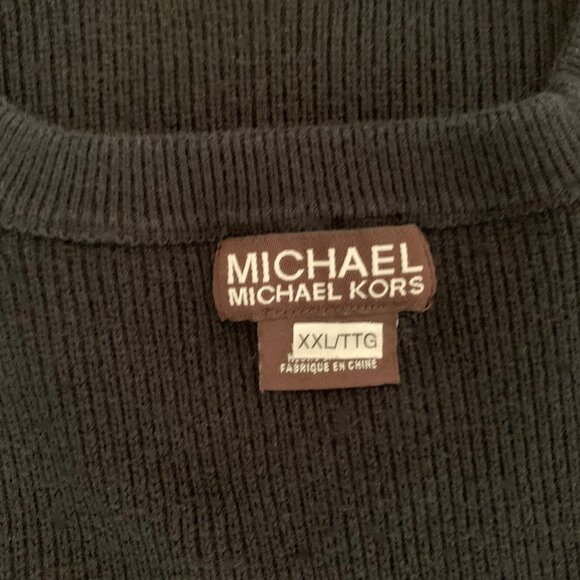 MICHAEL
MICHAEL KORS
XXL/TTG
FABRIQUE EN CHINE